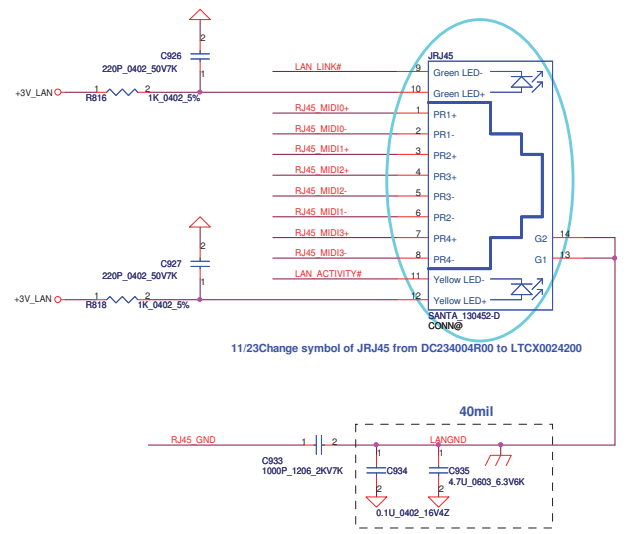 2
C926
220P_0402_50V7K
1
+3V_LAN
1
2
R816
1K_0402_5%
JRJ45
LAN_LINK#
9
Green LED-
10
Green LED+
RJ45_MIDI0+
1
PR1+
RJ45_MIDI0-
2
PR1-
RJ45_MIDI1+
3
PR2+
RJ45_MIDI2+
4
PR3+
RJ45_MIDI2-
5
PR3-
RJ45_MIDI1-
6
PR2-
RJ45_MIDI3+
7
PR4+
G2
14
RJ45_MIDI3-
8
PR4-
G1
13
LAN_ACTIVITY#
11
Yellow LED-
12
Yellow LED+
SANTA_130452-D
CONN@
2
C927
220P_0402_50V7K
1
+3V_LAN
1
2
R818
1K_0402_5%
11/23Change symbol of JRJ45 from DC234004R00 to LTCX0024200
40mil
RJ45_GND
1
2
LANGND
C933
1000P_1206_2KV7K
1
C934
2
0.1U_0402_16V4Z
1
C935
4.7U_0603_6.3V6K
2